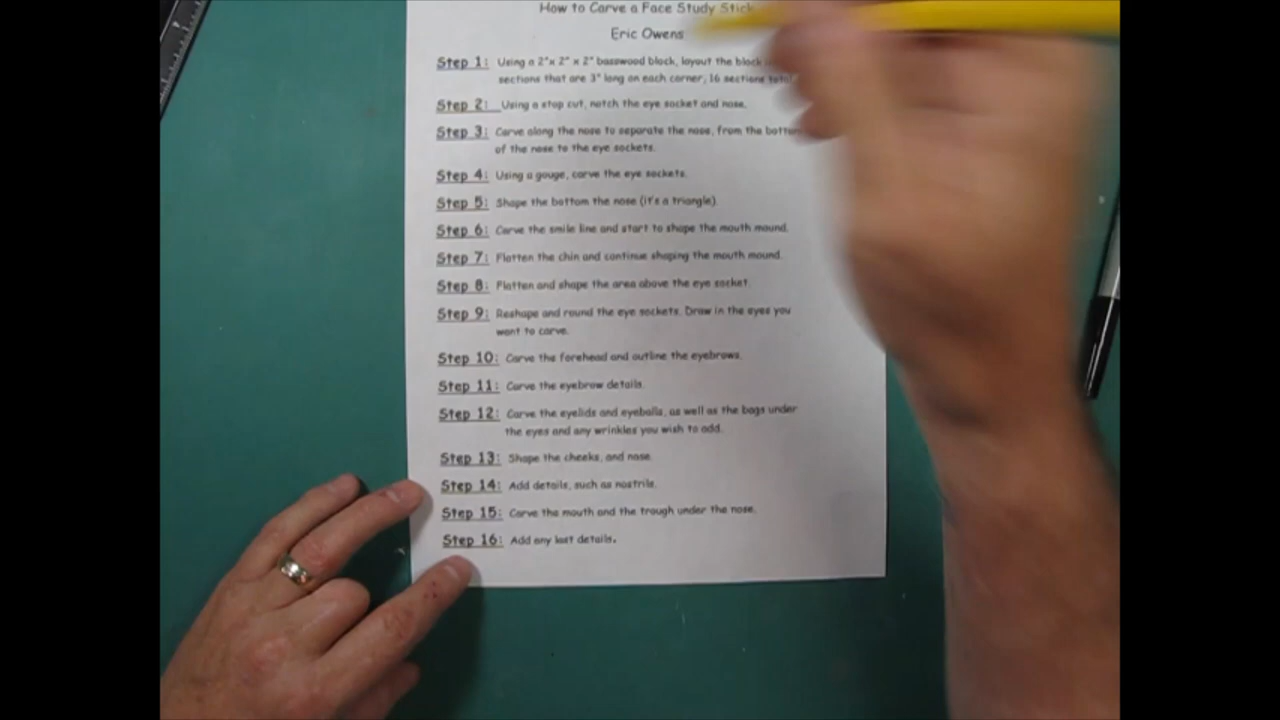 How to Carve a Face Study Stick
Eric Owens
Step 1: Using a 2"x 2" x 2" basswood block, layout the block
sections that are 3" long on each corner, 16 sections total
Step 2: Using a stop cut, notch the eye socket and nose.
Step 3: Carve along the nose to separate the nose, from the bottom
of the nose to the eye sockets.
Step 4: Using a gouge, carve the eye sockets.
Step 5: Shape the bottom the nose (it's a triangle).
Step 6: Carve the smile line and start to shape the mouth mound.
Step 7: Flatten the chin and continue shaping the mouth mound.
Step 8: Flatten and shape the area above the eye socket.
Step 9: Reshape and round the eye sockets. Draw in the eyes you
want to carve.
Step 10: Carve the forehead and outline the eyebrows.
Step 11: Carve the eyebrow details.
Step 12: Carve the eyelids and eyeballs, as well as the bags under
the eyes and any wrinkles you wish to add.
Step 13: Shape the cheeks, and nose.
Step 14: Add details, such as nostrils.
Step 15: Carve the mouth and the trough under the nose.
Step 16: Add any last details.